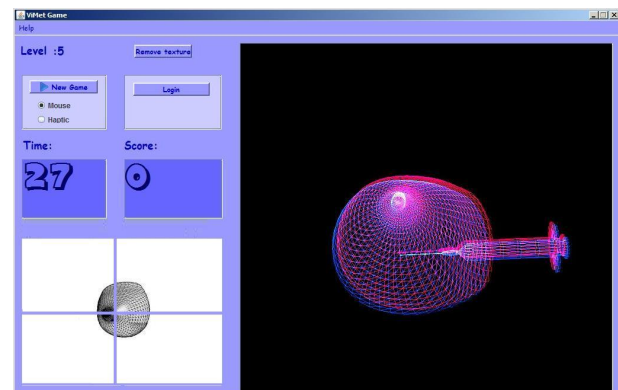 ViMet Game
Help
Level :5
Remove texture
New Game
Login
Mouse
Haptic
Time:
Score:
27
0